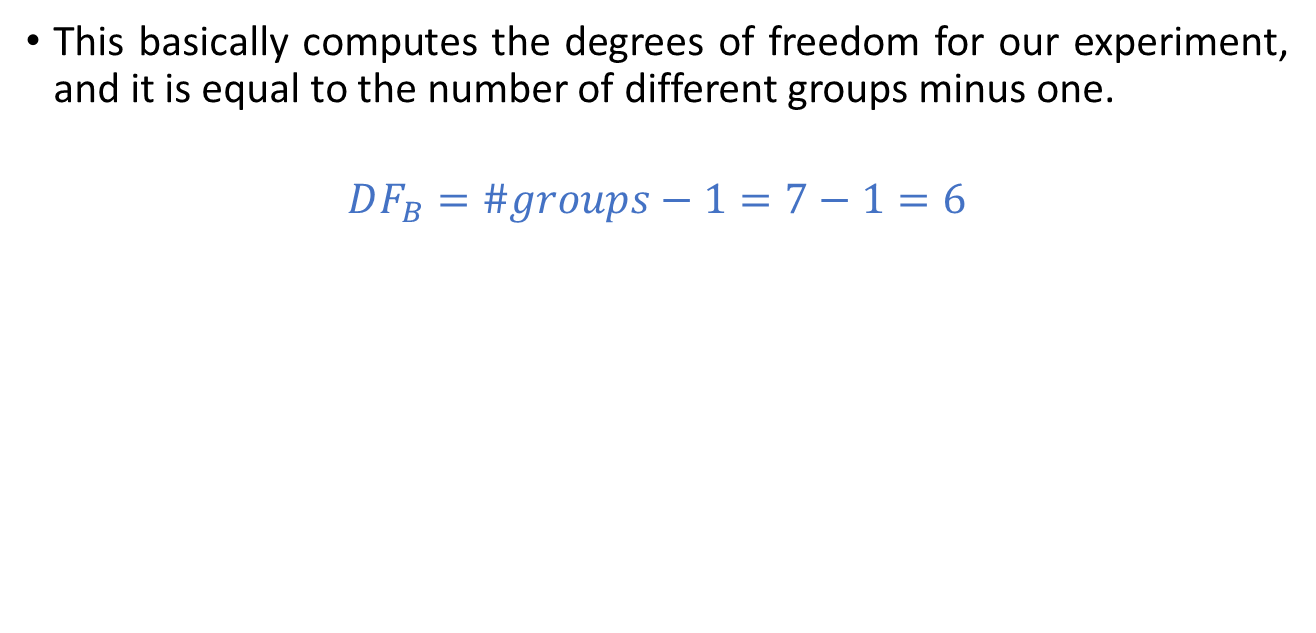 • This basically computes the degrees of freedom for our experiment,
and it is equal to the number of different groups minus one.
𝐷𝐹_𝐵 = #𝑔𝑟𝑜𝑢𝑝𝑠 − 1 = 7 − 1 = 6